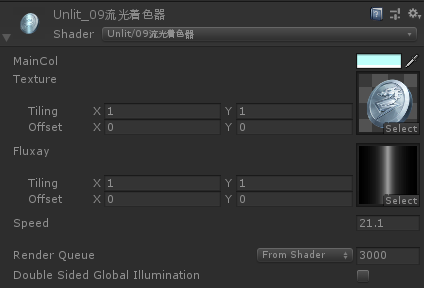 Unlit_09流光着色器
Shader Unlit/09流光着色器
MainCol
Texture
Tiling X 1 Y 1
Offset X 0 Y 0
Select
Fluxay
Tiling X 1 Y 1
Offset X 0 Y 0
Select
Speed 21.1
Render Queue From Shader 3000
Double Sided Global Illumination